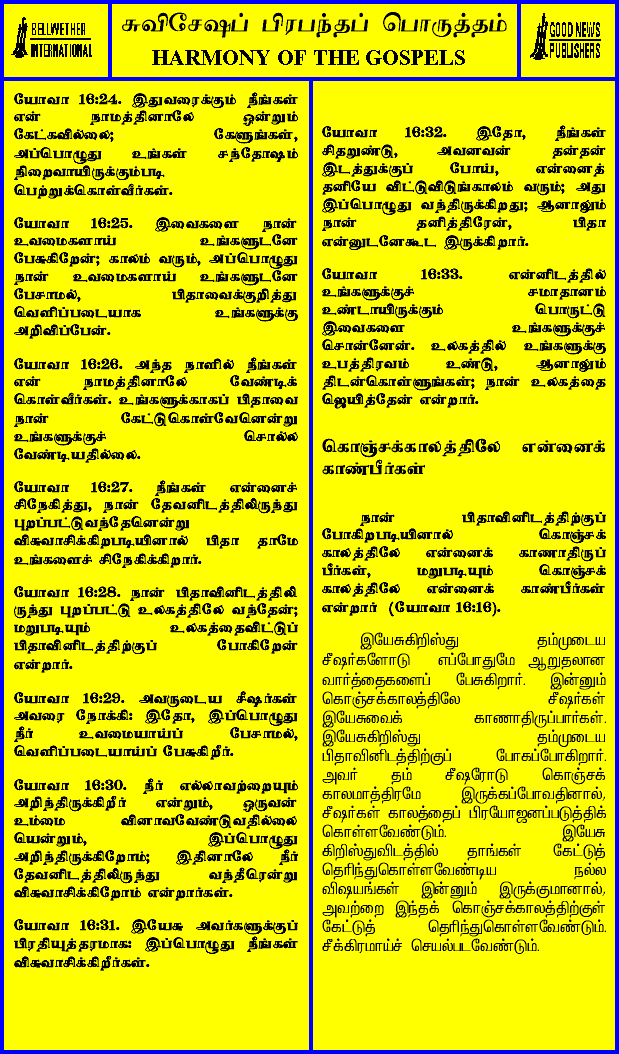 BELLWETHER
INTERNATIONAL
சுவிசேஷப் பிரபந்தப் பொருத்தம்
HARMONY OF THE GOSPELS
GOOD NEWS
PUBLISHERS
யோவா 16:24. இதுவரைக்கும் நீங்கள்
என் நாமத்தினாலே ஒன்றும்
கேட்கவில்லை; கேளுங்கள்,
அப்பொழுது உங்கள் சந்தோஷம்
நிறைவாயிருக்கும்படி
பெற்றுக்கொள்வீர்கள்.
யோவா 16:25. இவைகளை நான்
உவமைகளாய் உங்களுடனே
பேசுகிறேன்; காலம் வரும், அப்பொழுது
நான் உவமைகளாய் உங்களுடனே
பேசாமல், பிதாவைக்குறித்து
வெளிப்படையாக உங்களுக்கு
அறிவிப்பேன்.
யோவா 16:26. அந்த நாளில் நீங்கள்
என் நாமத்தினாலே வேண்டிக்
கொள்வீர்கள். உங்களுக்காகப் பிதாவை
நான் கேட்டுகொள்வேனென்று
உங்களுக்குச் சொல்ல
வேண்டியதில்லை.
யோவா 16:27. நீங்கள் என்னைச்
சிநேகித்து, நான் தேவனிடத்திலிருந்து
புறப்பட்டுவந்தேனென்று
விசுவாசிக்கிறபடியினால் பிதா தாமே
உங்களைச் சிநேகிக்கிறார்.
யோவா 16:28. நான் பிதாவினிடத்திலி
ருந்து புறப்பட்டு உலகத்திலே வந்தேன்;
மறுபடியும் உலகத்தைவிட்டுப்
பிதாவினிடத்திற்குப் போகிறேன்
என்றார்.
யோவா 16:29. அவருடைய சீஷர்கள்
அவரை நோக்கி: இதோ, இப்பொழுது
நீர் உவமையாய்ப் பேசாமல்,
வெளிப்படையாய்ப் பேசுகிறீர்.
யோவா 16:30. நீர் எல்லாவற்றையும்
அறிந்திருக்கிறீர் என்றும், ஒருவன்
உம்மை வினாவவேண்டுவதில்லை
யென்றும், இப்பொழுது
அறிந்திருக்கிறோம்; இதினாலே நீர்
தேவனிடத்திலிருந்து வந்தீரென்று
விசுவாசிக்கிறோம் என்றார்கள்.
யோவா 16:31. இயேசு அவர்களுக்குப்
பிரதியுத்தரமாக: இப்பொழுது நீங்கள்
விசுவாசிக்கிறீர்கள்.
யோவா 16:32. இதோ, நீங்கள்
சிதறுண்டு, அவனவன் தன்தன்
இடத்துக்குப் போய், என்னைத்
தனியே விட்டுவிடுங்காலம் வரும்; அது
இப்பொழுது வந்திருக்கிறது; ஆனாலும்
நான் தனித்திரேன், பிதா
என்னுடனேகூட இருக்கிறார்.
யோவா 16:33. என்னிடத்தில்
உங்களுக்குச் சமாதானம்
உண்டாயிருக்கும் பொருட்டு
இவைகளை உங்களுக்குச்
சொன்னேன். உலகத்தில் உங்களுக்கு
உபத்திரவம் உண்டு, ஆனாலும்
திடன்கொள்ளுங்கள்; நான் உலகத்தை
ஜெயித்தேன் என்றார்.
கொஞ்சக்காலத்திலே என்னைக்
காண்பீர்கள்
நான் பிதாவினிடத்திற்குப்
போகிறபடியினால் கொஞ்சக்
காலத்திலே என்னைக் காணாதிருப்
பீர்கள், மறுபடியும் கொஞ்சக்
காலத்திலே என்னைக் காண்பீர்கள்
என்றார் (யோவா 16:16).
இயேசுகிறிஸ்து தம்முடைய
சீஷர்களோடு எப்போதுமே ஆறுதலான
வார்த்தைகளைப் பேசுகிறார். இன்னும்
கொஞ்சக்காலத்திலே சீஷர்கள்
இயேசுவைக் காணாதிருப்பார்கள்.
இயேசுகிறிஸ்து தம்முடைய
பிதாவினிடத்திற்குப் போகப்போகிறார்.
அவர் தம் சீஷரோடு கொஞ்சக்
காலமாத்திரமே இருக்கப்போவதினால்,
சீஷர்கள் காலத்தைப் பிரயோஜனப்படுத்திக்
கொள்ளவேண்டும். இயேசு
கிறிஸ்துவிடத்தில் தாங்கள் கேட்டுத்
தெரிந்துகொள்ளவேண்டிய நல்ல
விஷயங்கள் இன்னும் இருக்குமானால்,
அவற்றை இந்தக் கொஞ்சக்காலத்திற்குள்
கேட்டுத் தெரிந்துகொள்ளவேண்டும்.
சீக்கிரமாய்ச் செயல்படவேண்டும்.